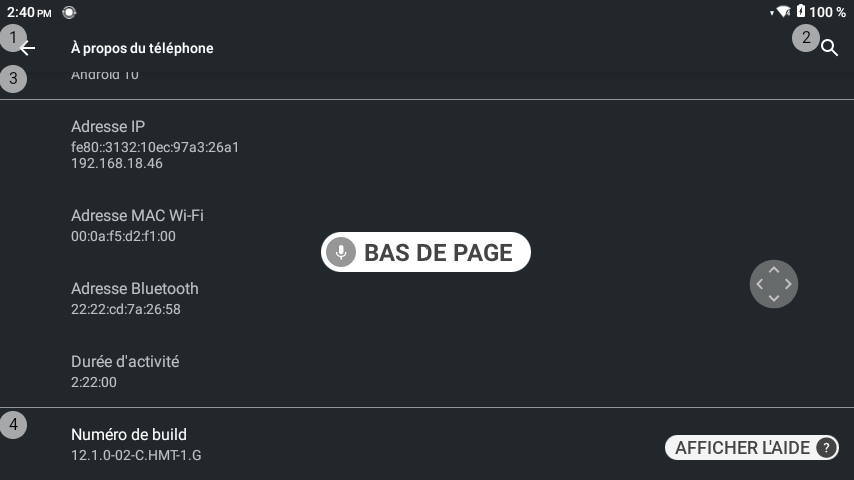 2:40 PM
100 %
1
À propos du téléphone
2
3
Android 10
Adresse IP
fe80::3132:10ec:97a3:26a1
192.168.18.46
Adresse MAC Wi-Fi
00:0a:f5:d2:f1:00
BAS DE PAGE
Adresse Bluetooth
22:22:cd:7a:26:58
Durée d'activité
2:22:00
4
Numéro de build
12.1.0-02-C.HMT-1.G
AFFICHER L'AIDE ?